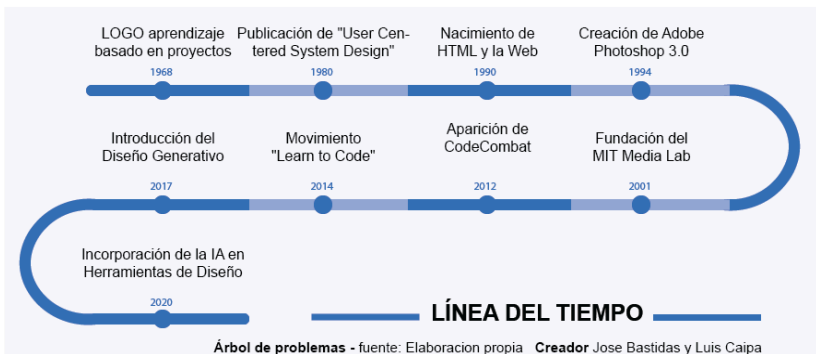 LOGO aprendizaje
basado en proyectos
1968
Publicación de "User Cen-
tered System Design"
1980
Nacimiento de
HTML y la Web
1990
Creación de Adobe
Photoshop 3.0
1994
Fundación del
MIT Media Lab
2001
Aparición de
CodeCombat
2012
Movimiento
"Learn to Code"
2014
Introducción del
Diseño Generativo
2017
Incorporación de la IA en
Herramientas de Diseño
2020
LÍNEA DEL TIEMPO
Árbol de problemas - fuente: Elaboracion propia Creador Jose Bastidas y Luis Caipa